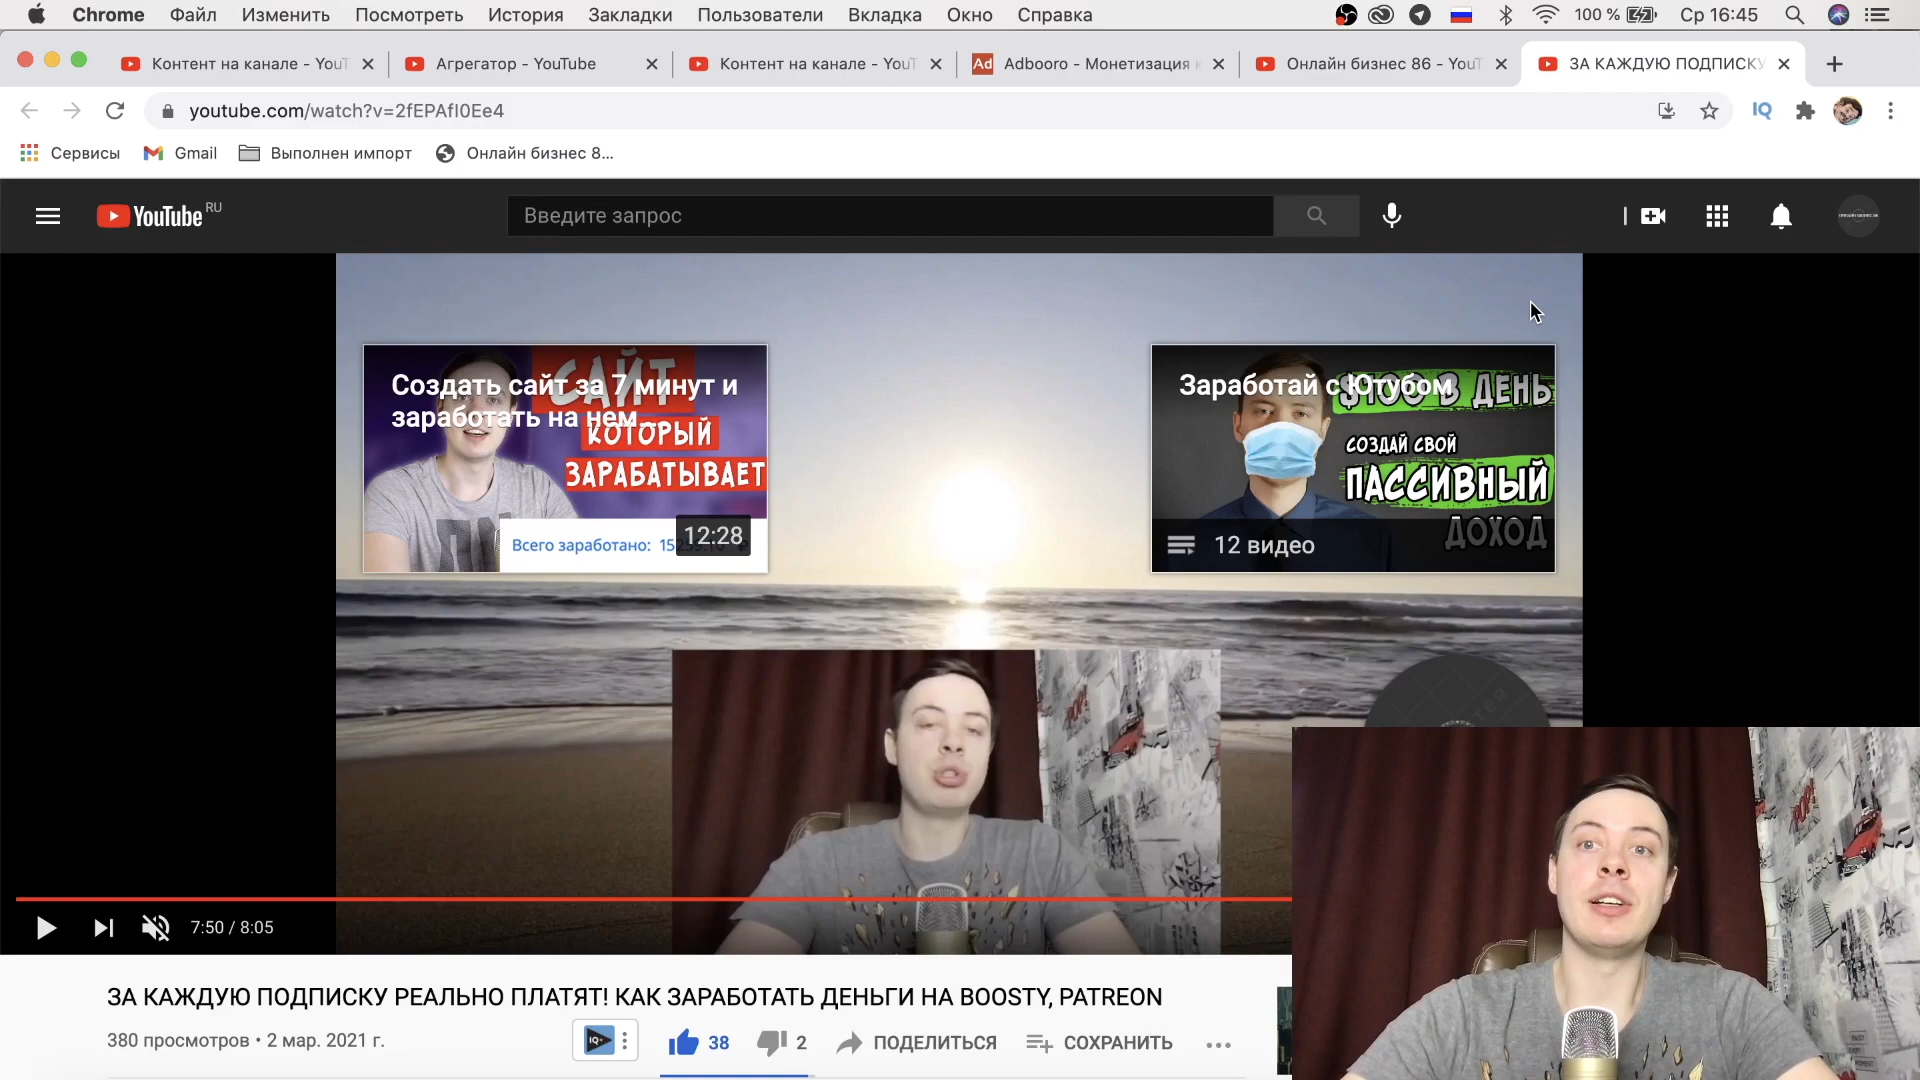 Chrome Файл Изменить Посмотреть История Закладки Пользователи Вкладка Окно Справка 100 % Ср 16:45
Контент на канале - YouT Агрегатор - YouTube Контент на канале - YouT Ad Adbooro - Монетизация Онлайн бизнес 86 - YouT ЗА КАЖДУЮ ПОДПИСКУ
youtube.com/watch?v=2fEPAfI0Ee4 IQ
Сервисы Gmail Выполнен импорт Онлайн бизнес 8...
YouTube RU Введите запрос
Создать сайт за 7 минут и
заработать на нем...
САЙТ
КОТОРЫЙ
ЗАРАБАТЫВАЕТ
12:28
Всего заработано:
Заработай с Ютубом
$100 В ДЕНЬ
СОЗДАЙ СВОЙ
ПАССИВНЫЙ
ДОХОД
12 видео
7:50 / 8:05
ЗА КАЖДУЮ ПОДПИСКУ РЕАЛЬНО ПЛАТЯТ! КАК ЗАРАБОТАТЬ ДЕНЬГИ НА BOOSTY, PATREON
380 просмотров • 2 мар. 2021 г. IQ 38 2 ПОДЕЛИТЬСЯ СОХРАНИТЬ